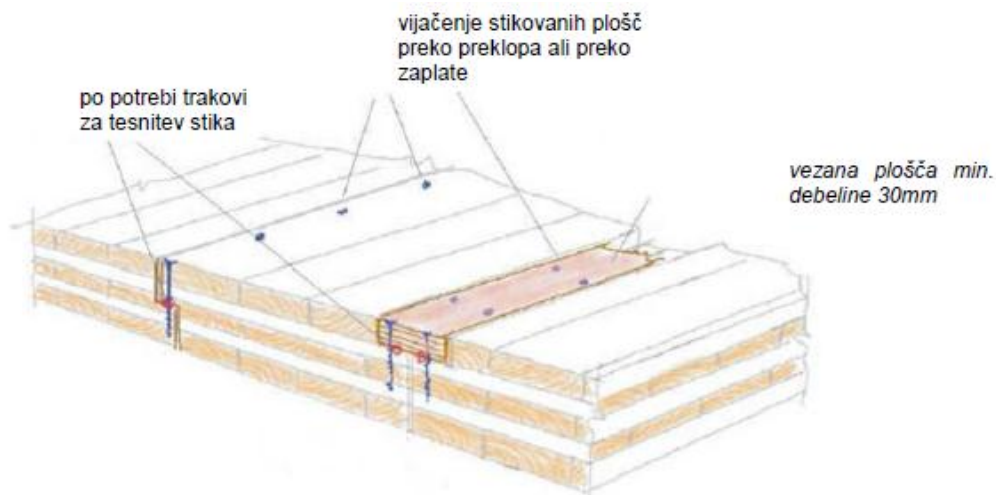 vijačenje stikovanih plošč
preko preklopa ali preko
zaplate
po potrebi trakovi
za tesnitev stika
vezana plošča min.
debeline 30mm